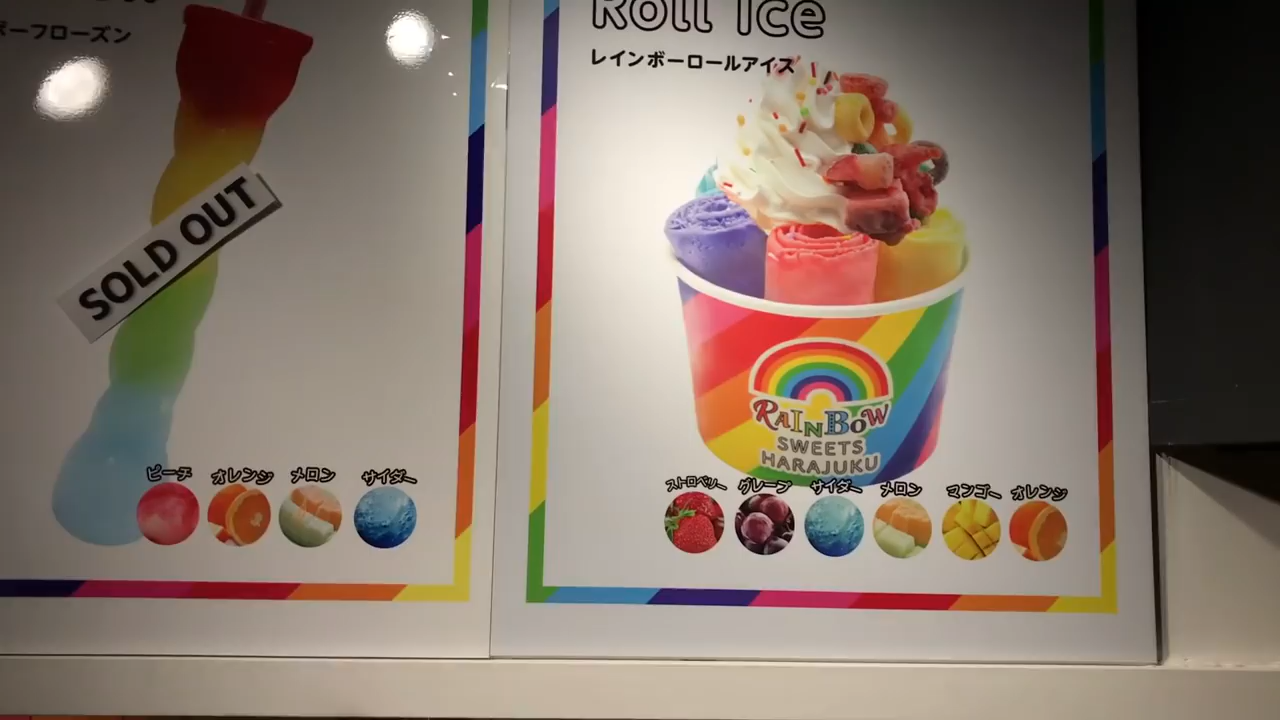 ーフローズン
SOLD OUT
ピーチ オレンジ メロン サイダー
Roll Ice
レインボーロールアイス
RAINBOW
SWEETS
HARAJUKU
ストロベリー グレープ サイダー メロン マンゴー オレンジ